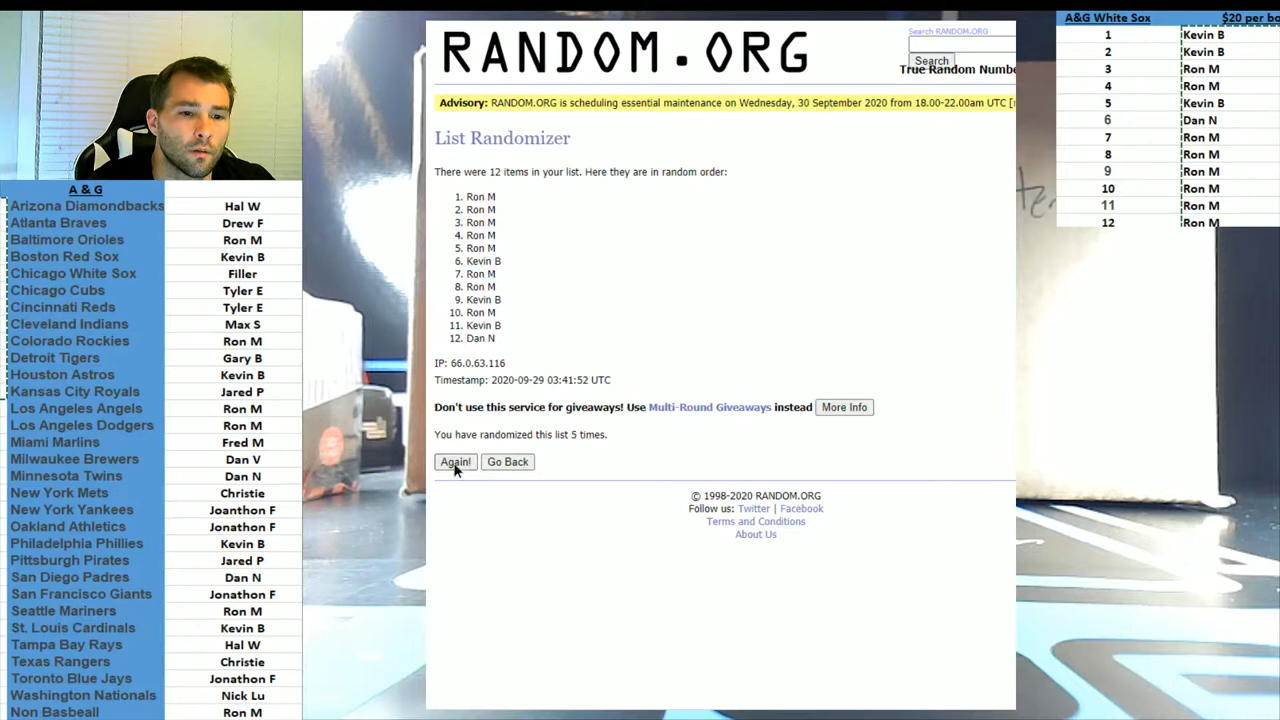 A & G
Arizona Diamondbacks Hal W
Atlanta Braves Drew F
Baltimore Orioles Ron M
Boston Red Sox Kevin B
Chicago White Sox Filler
Chicago Cubs Tyler E
Cincinnati Reds Tyler E
Cleveland Indians Max S
Colorado Rockies Ron M
Detroit Tigers Gary B
Houston Astros Kevin B
Kansas City Royals Jared P
Los Angeles Angels Ron M
Los Angeles Dodgers Ron M
Miami Marlins Fred M
Milwaukee Brewers Dan V
Minnesota Twins Dan N
New York Mets Christie
New York Yankees Joanthon F
Oakland Athletics Jonathon F
Philadelphia Phillies Kevin B
Pittsburgh Pirates Jared P
San Diego Padres Dan N
San Francisco Giants Jonathon F
Seattle Mariners Ron M
St. Louis Cardinals Kevin B
Tampa Bay Rays Hal W
Texas Rangers Christie
Toronto Blue Jays Jonathon F
Washington Nationals Nick Lu
Non Basbeall Ron M
RANDOM.ORG
Search RANDOM.ORG
Search
True Random Numbe
Advisory: RANDOM.ORG is scheduling essential maintenance on Wednesday, 30 September 2020 from 18.00-22.00am UTC [
List Randomizer
There were 12 items in your list. Here they are in random order:
1. Ron M
2. Ron M
3. Ron M
4. Ron M
5. Ron M
6. Kevin B
7. Ron M
8. Ron M
9. Kevin B
10. Ron M
11. Kevin B
12. Dan N
IP: 66.0.63.116
Timestamp: 2020-09-29 03:41:52 UTC
Don't use this service for giveaways! Use Multi-Round Giveaways instead More Info
You have randomized this list 5 times.
Again! Go Back
© 1998-2020 RANDOM.ORG
Follow us: Twitter | Facebook
Terms and Conditions
About Us
A&G White Sox $20 per bo
1 Kevin B
2 Kevin B
3 Ron M
4 Ron M
5 Kevin B
6 Dan N
7 Ron M
8 Ron M
9 Ron M
10 Ron M
11 Ron M
12 Ron M